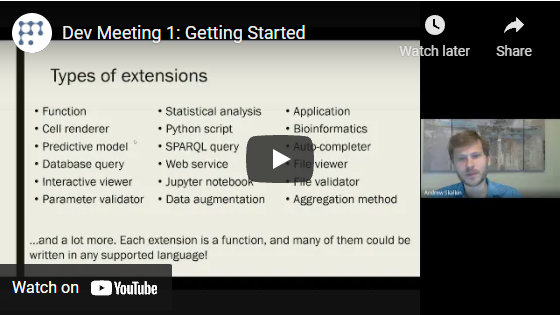 Dev Meeting 1: Getting Started
Watch later
Share
Types of extensions
• Function
• Cell renderer
• Predictive model
• Database query
• Interactive viewer
• Parameter validator
• Statistical analysis
• Python script
• SPARQL query
• Web service
• Jupyter notebook
• Data augmentation
• Application
• Bioinformatics
• Auto-completer
• File viewer
• File validator
• Aggregation method
...and a lot more. Each extension is a function, and many of them could be
written in any supported language!
Watch on YouTube